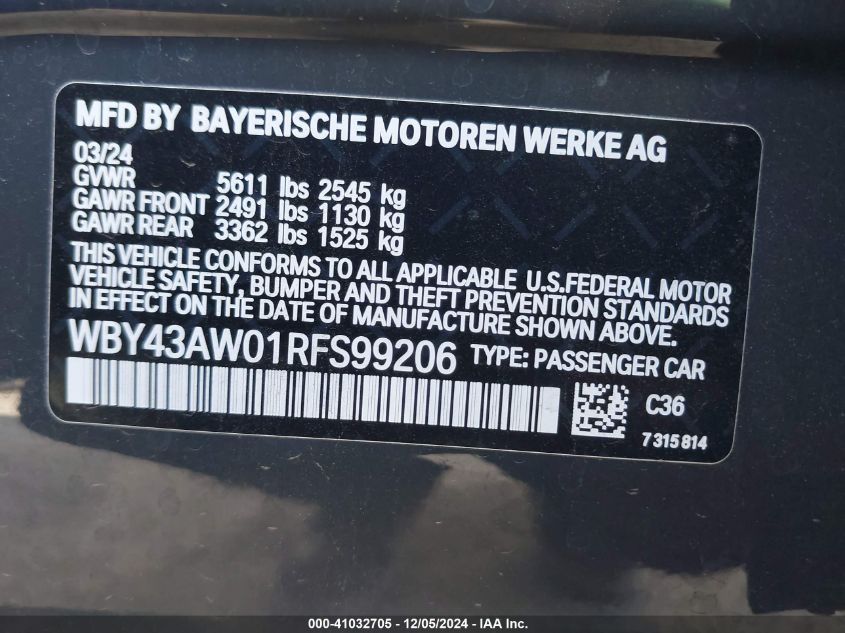 MFD BY BAYERISCHE MOTOREN WERKE AG
03/24
GVWR 5611 lbs 2545 kg
GAWR FRONT 2491 lbs 1130 kg
GAWR REAR 3362 lbs 1525 kg
THIS VEHICLE CONFORMS TO ALL APPLICABLE U.S.FEDERAL MOTOR
VEHICLE SAFETY, BUMPER AND THEFT PREVENTION STANDARDS
IN EFFECT ON THE DATE OF MANUFACTURE SHOWN ABOVE.
WBY43AW01RFS99206 TYPE: PASSENGER CAR
C36
7315814
000-41032705 - 12/05/2024 - IAA Inc.